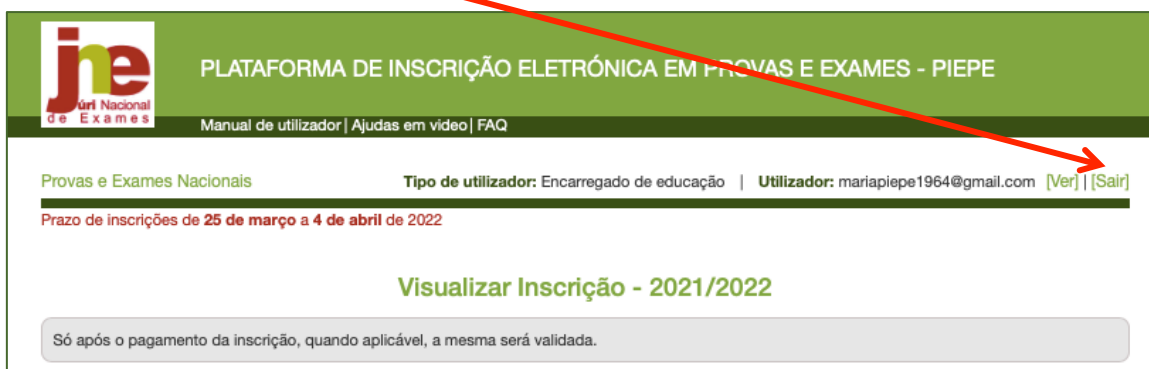 jne
Júri Nacional
de Exames
PLATAFORMA DE INSCRIÇÃO ELETRÓNICA EM PROVAS E EXAMES - PIEPE
Manual de utilizador| Ajudas em video| FAQ
Provas e Exames Nacionais Tipo de utilizador: Encarregado de educação | Utilizador: mariapiepe1964@gmail.com [Ver] | [Sair]
Prazo de inscrições de 25 de março a 4 de abril de 2022
Visualizar Inscrição - 2021/2022
Só após o pagamento da inscrição, quando aplicável, a mesma será validada.